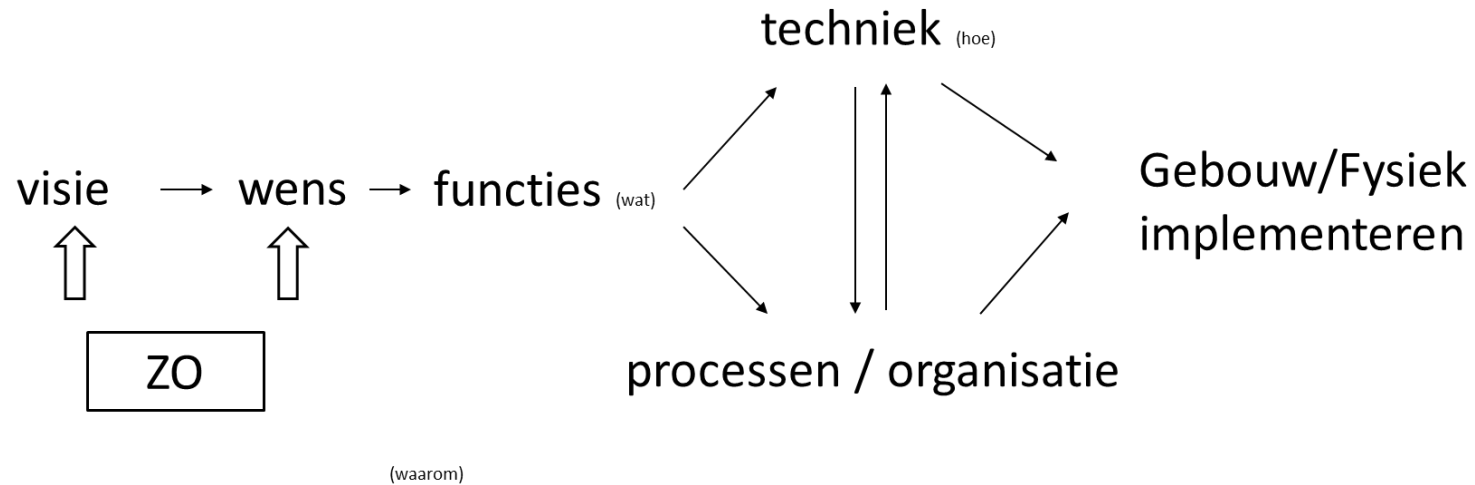 techniek (hoe)
visie
wens
functies (wat)
Gebouw/Fysiek
implementeren
ZO
processen / organisatie
(waarom)